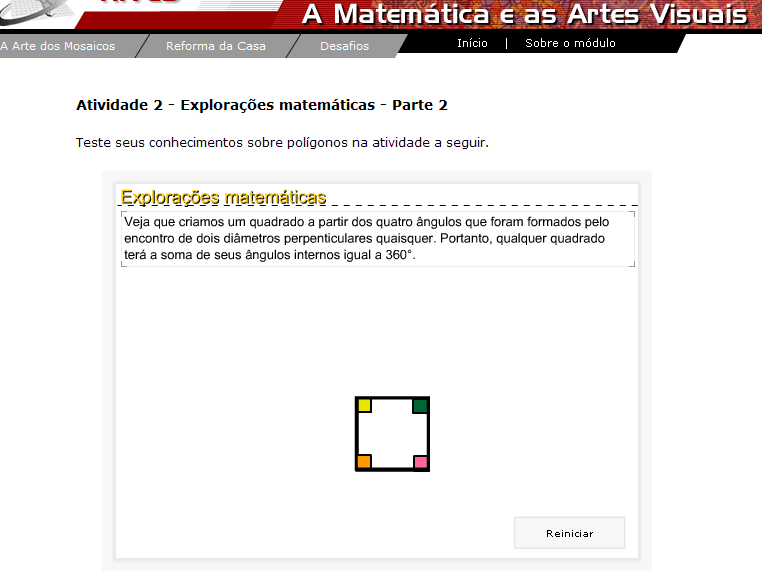 A Matemática e as Artes Visuais
A Arte dos Mosaicos
Reforma da Casa
Desafios
Início | Sobre o módulo
Atividade 2 - Explorações matemáticas - Parte 2
Teste seus conhecimentos sobre polígonos na atividade a seguir.
Explorações matemáticas
Veja que criamos um quadrado a partir dos quatro ângulos que foram formados pelo
encontro de dois diâmetros perpenticulares quaisquer. Portanto, qualquer quadrado
terá a soma de seus ângulos internos igual a 360°.
Reiniciar